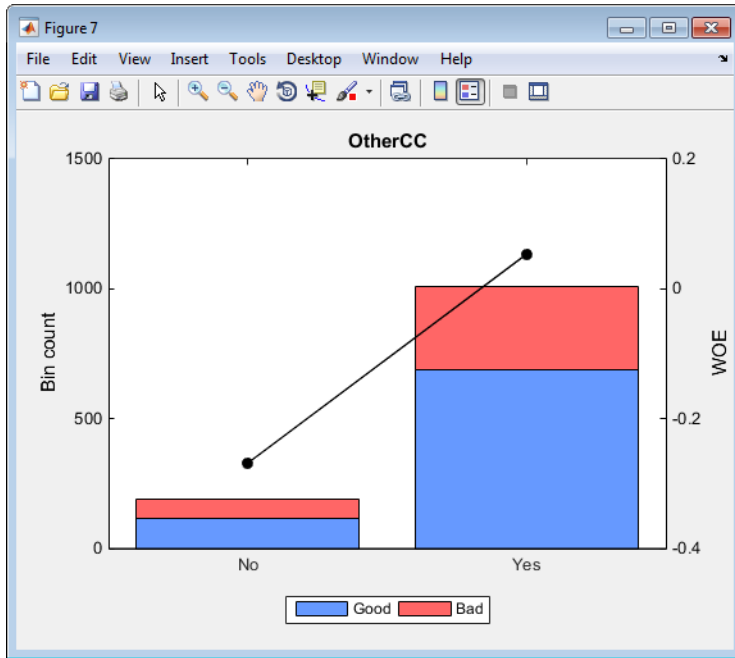 Figure 7
File Edit View Insert Tools Desktop Window Help
OtherCC
1500
1000
500
0
Bin count
0.2
0
-0.2
-0.4
WOE
No Yes
Good Bad